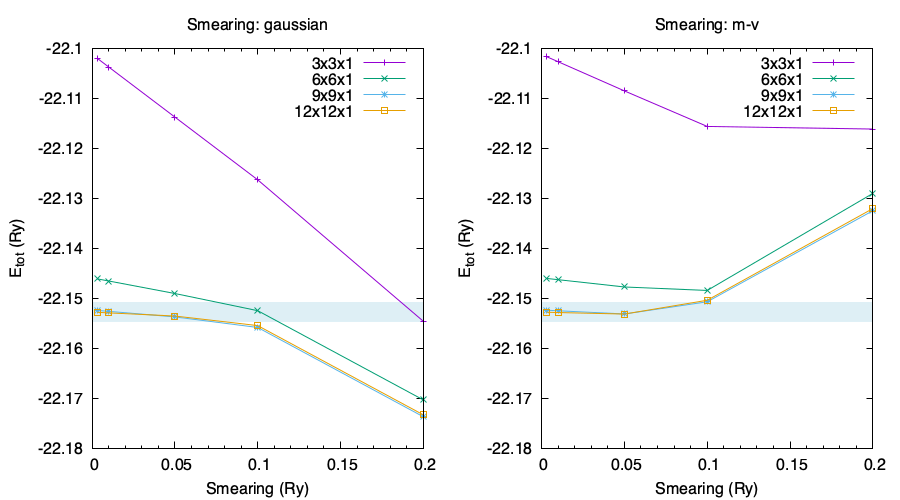 Smearing: gaussian
-22.1
-22.11
-22.12
-22.13
-22.14
-22.15
-22.16
-22.17
-22.18
0
0.05
0.1
0.15
0.2
Etot (Ry)
Smearing (Ry)
3x3x1
6x6x1
9x9x1
12x12x1
Smearing: m-v
-22.1
-22.11
-22.12
-22.13
-22.14
-22.15
-22.16
-22.17
-22.18
0
0.05
0.1
0.15
0.2
Etot (Ry)
Smearing (Ry)
3x3x1
6x6x1
9x9x1
12x12x1